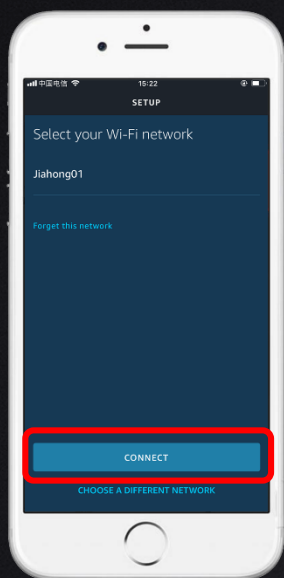 中国电信 15:22
SETUP
Select your Wi-Fi network
Jiahong01
Forget this network
CONNECT
CHOOSE A DIFFERENT NETWORK